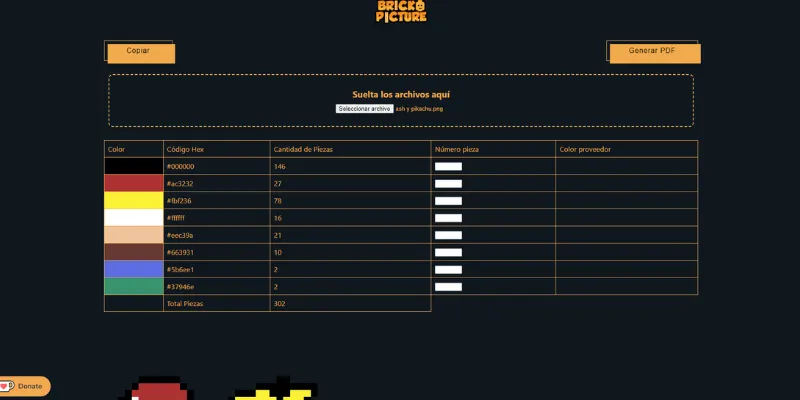 BRICK
PICTURE
Copiar
Generar PDF
Suelta los archivos aquí
Seleccionar archivo ash y pikachu.png
Color Código Hex Cantidad de Piezas Número pieza Color proveedor
#000000 146
#ac3232 27
#fbf236 78
#ffffff 16
#eec39a 21
#663931 10
#5b6ee1 2
#37946e 2
Total Piezas 302
Donate